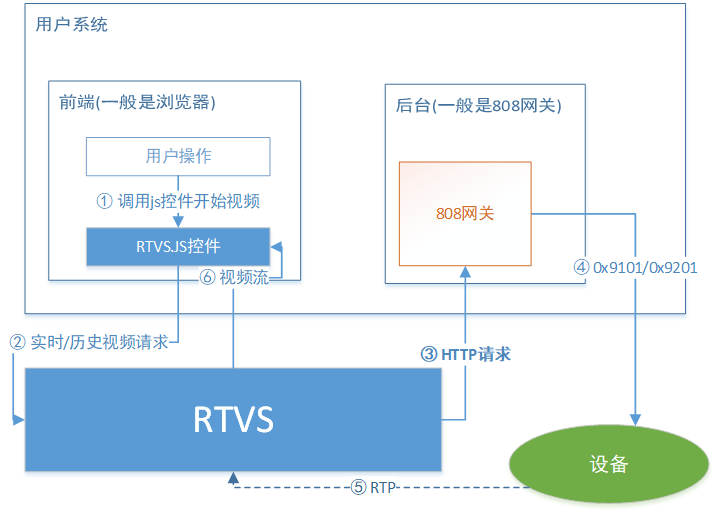 用户系统
前端(一般是浏览器)
后台(一般是808网关)
用户操作
① 调用js控件开始视频
808网关
RTVS.JS控件
⑥ 视频流
④ 0x9101/0x9201
② 实时/历史视频请求
③ HTTP请求
RTVS
设备
⑤ RTP